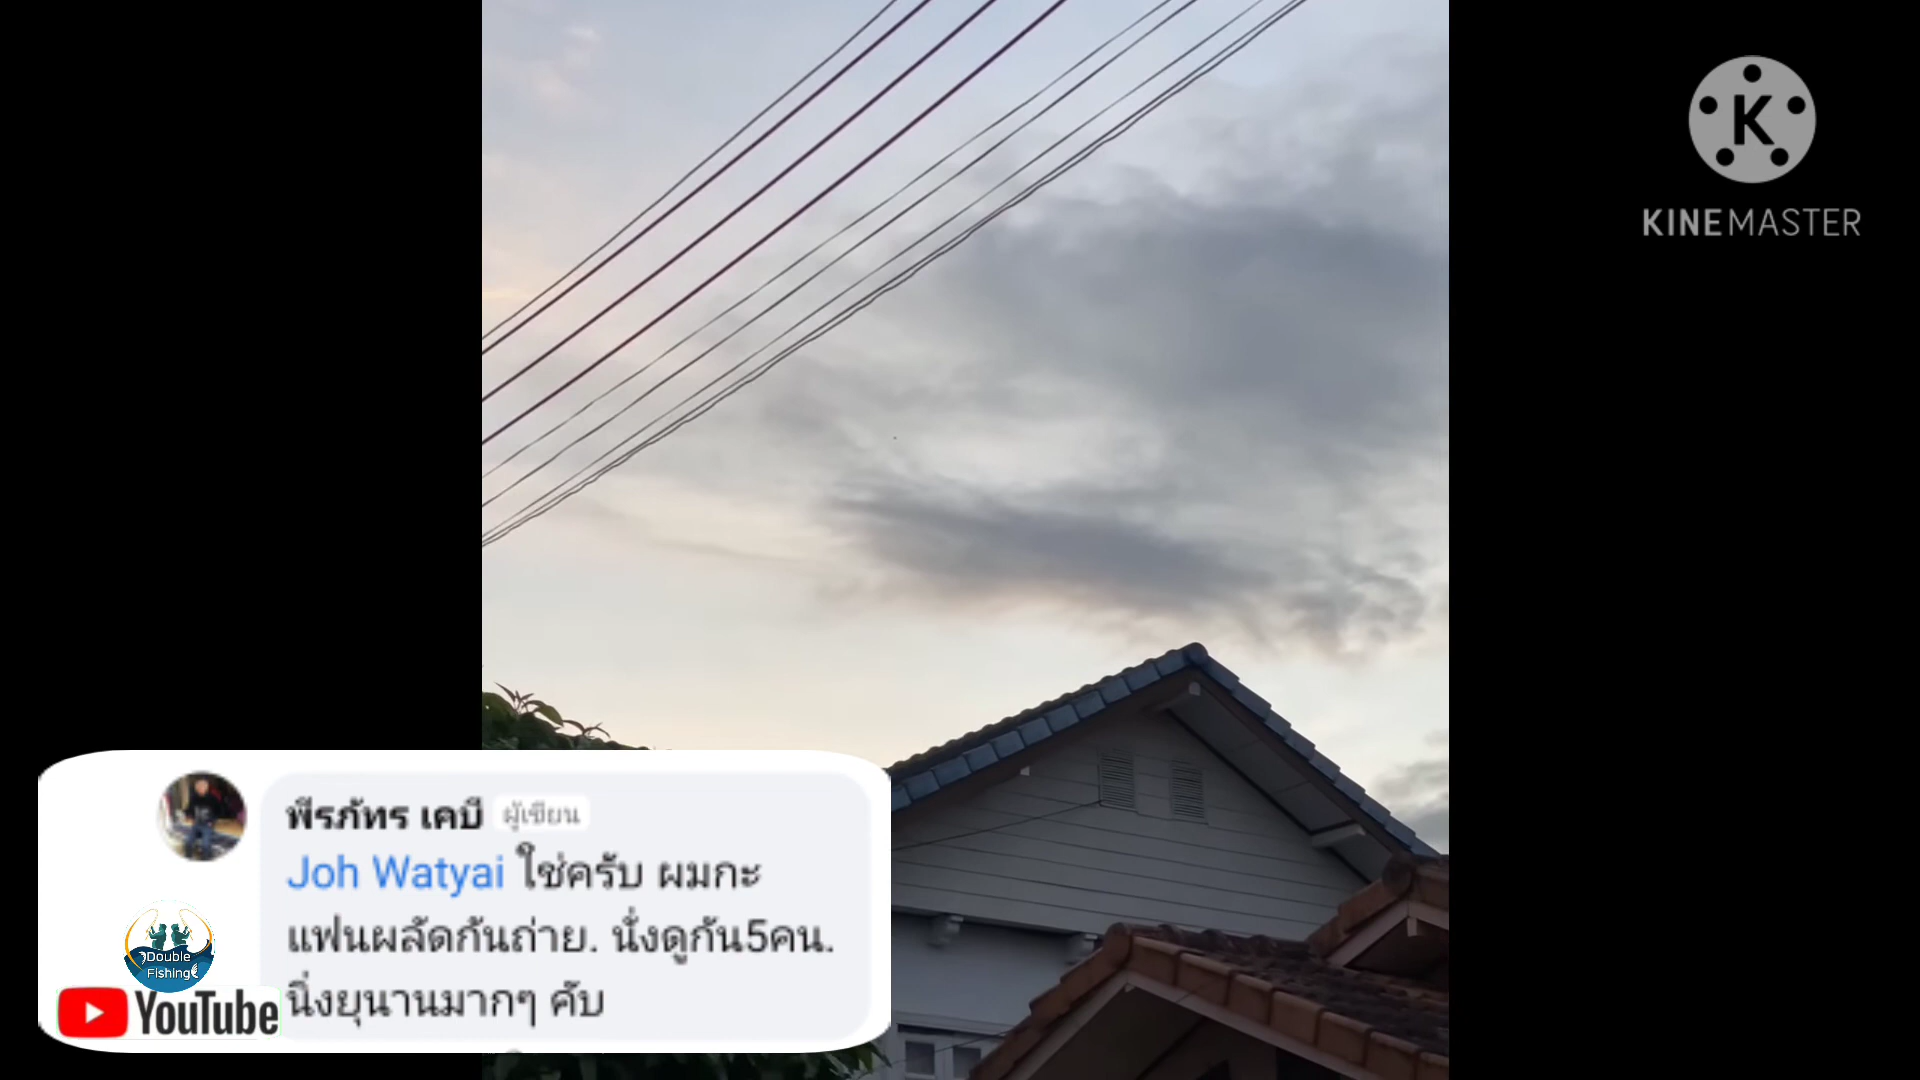 KINEMASTER
พีรภัทร เคบี ผู้เขียน
Joh Watyai ใช่ครับ ผมกะ
แฟนผลัดกันถ่าย. นั่งดูกัน5คน.
นิ่งยุนานมากๆ คับ
Double
Fishing
YouTube